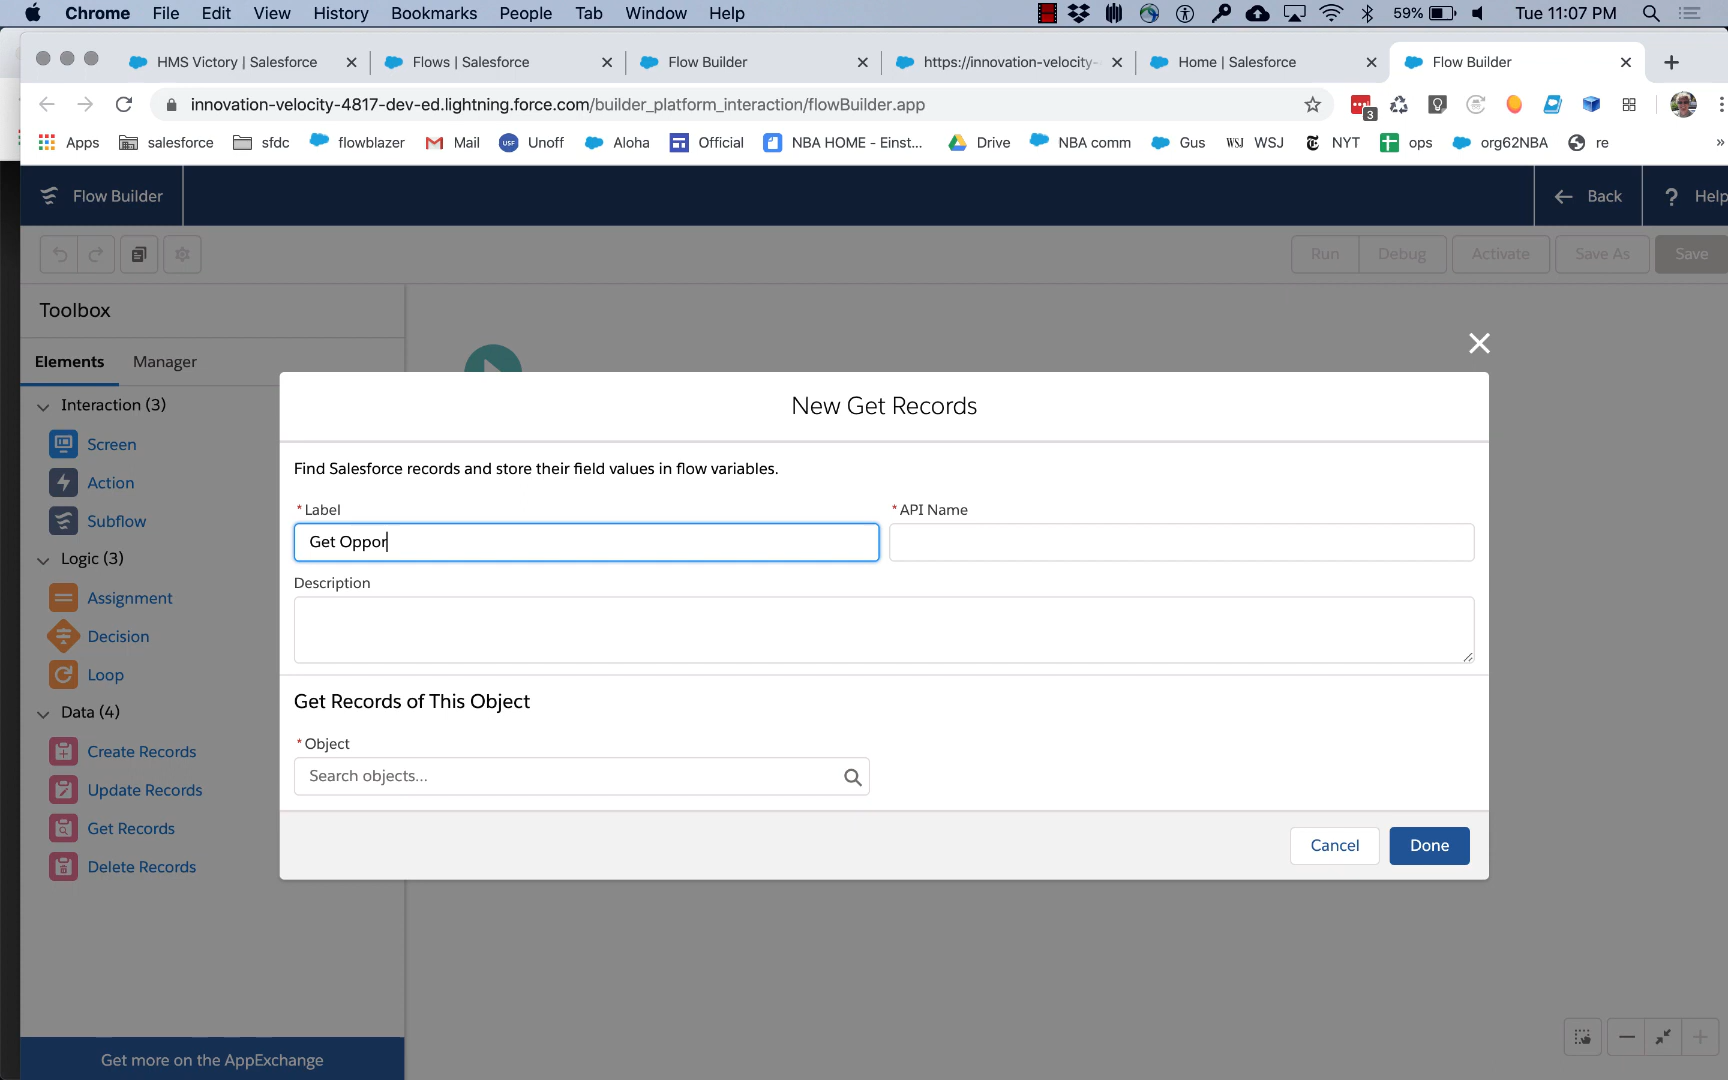 Chrome File Edit View History Bookmarks People Tab Window Help 59% Tue 11:07 PM
HMS Victory | Salesforce Flows | Salesforce Flow Builder https://innovation-velocity- Home | Salesforce Flow Builder
innovation-velocity-4817-dev-ed.lightning.force.com/builder_platform_interaction/flowBuilder.app 3
Apps salesforce sfdc flowblazer Mail USF Unoff Aloha Official NBA HOME - Einst... Drive NBA comm Gus WSJ WSJ NYT ops org62NBA re »
Flow Builder Back ? Help
Run Debug Activate Save As Save
Toolbox
Elements Manager
Interaction (3)
Screen
Action
Subflow
Logic (3)
Assignment
Decision
Loop
Data (4)
Create Records
Update Records
Get Records
Delete Records
Get more on the AppExchange
New Get Records
Find Salesforce records and store their field values in flow variables.
* Label * API Name
Get Oppor
Description
Get Records of This Object
* Object
Search objects...
Cancel Done